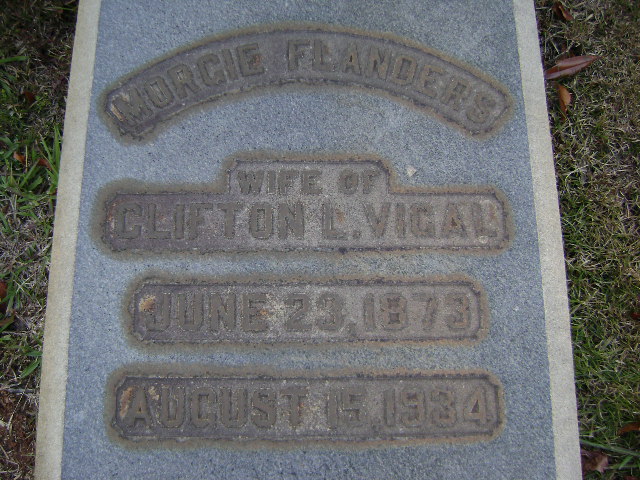 MORCIE FLANDERS
WIFE OF
CLIFTON L. VIGAL
JUNE 23, 1873
AUGUST 15, 1934